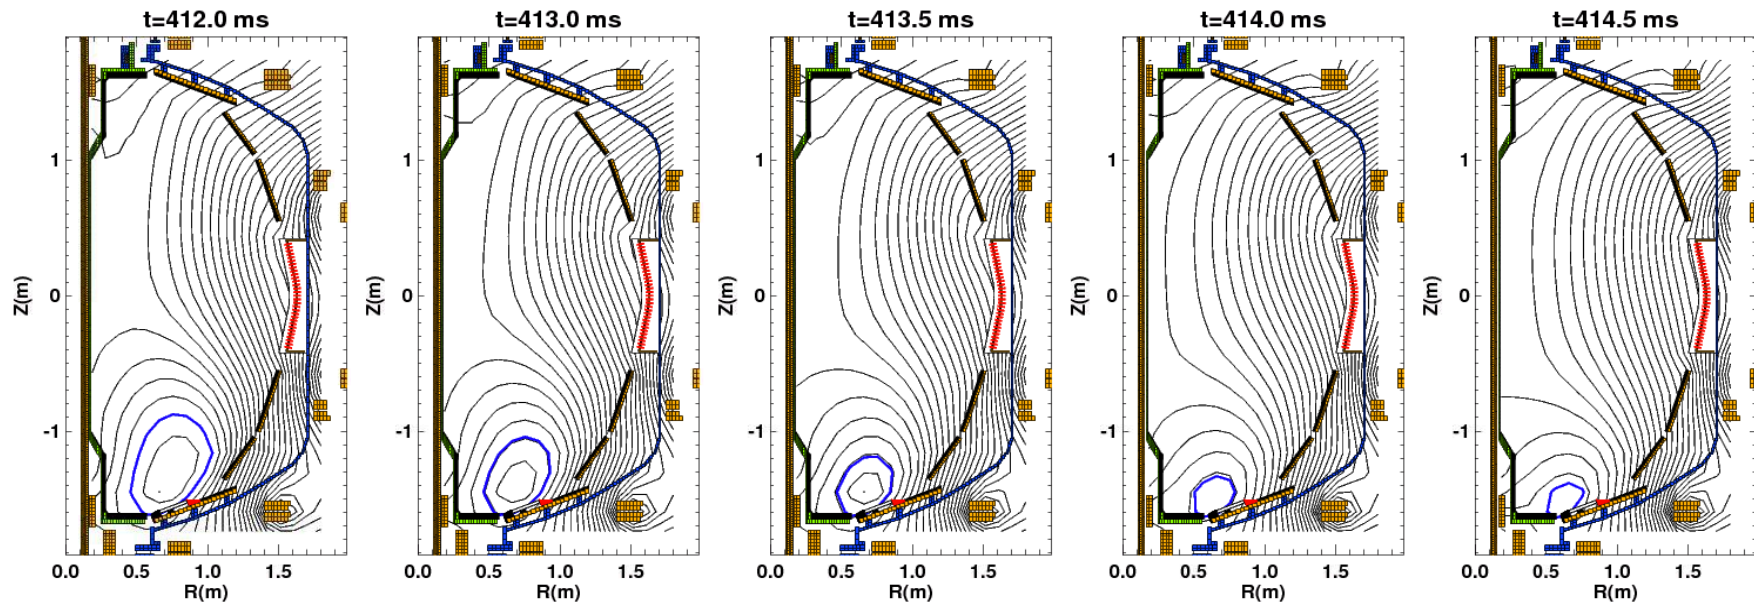 t=412.0 ms t=413.0 ms t=413.5 ms t=414.0 ms t=414.5 ms
1 1 1 1 1
Z(m) Z(m) Z(m) Z(m) Z(m)
0 0 0 0 0
-1 -1 -1 -1 -1
0.0 0.5 1.0 1.5 0.0 0.5 1.0 1.5 0.0 0.5 1.0 1.5 0.0 0.5 1.0 1.5 0.0 0.5 1.0 1.5
R(m) R(m) R(m) R(m) R(m)